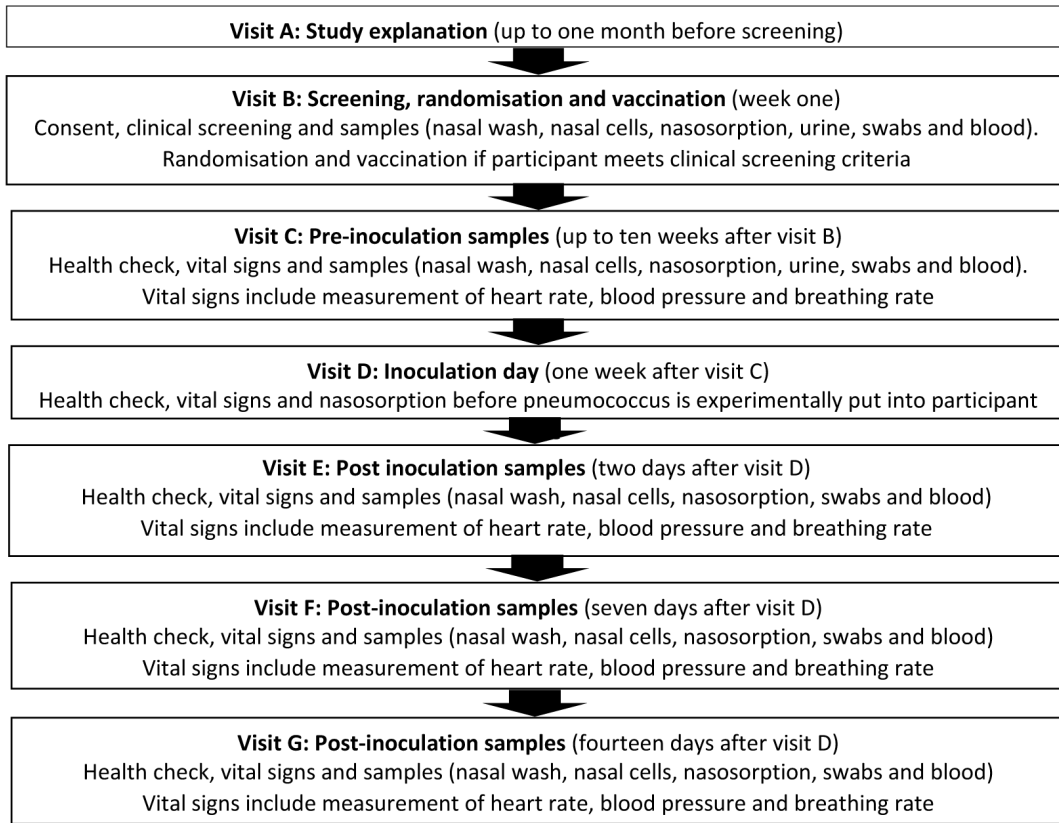 Visit A: Study explanation (up to one month before screening)
Visit B: Screening, randomisation and vaccination (week one)
Consent, clinical screening and samples (nasal wash, nasal cells, nasosorption, urine, swabs and blood).
Randomisation and vaccination if participant meets clinical screening criteria
Visit C: Pre-inoculation samples (up to ten weeks after visit B)
Health check, vital signs and samples (nasal wash, nasal cells, nasosorption, urine, swabs and blood).
Vital signs include measurement of heart rate, blood pressure and breathing rate
Visit D: Inoculation day (one week after visit C)
Health check, vital signs and nasosorption before pneumococcus is experimentally put into participant
Visit E: Post inoculation samples (two days after visit D)
Health check, vital signs and samples (nasal wash, nasal cells, nasosorption, swabs and blood)
Vital signs include measurement of heart rate, blood pressure and breathing rate
Visit F: Post-inoculation samples (seven days after visit D)
Health check, vital signs and samples (nasal wash, nasal cells, nasosorption, swabs and blood)
Vital signs include measurement of heart rate, blood pressure and breathing rate
Visit G: Post-inoculation samples (fourteen days after visit D)
Health check, vital signs and samples (nasal wash, nasal cells, nasosorption, swabs and blood)
Vital signs include measurement of heart rate, blood pressure and breathing rate